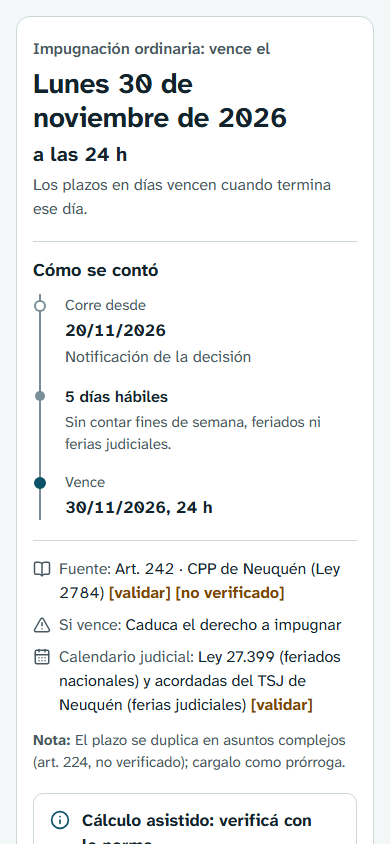 Impugnación ordinaria: vence el
Lunes 30 de
noviembre de 2026
a las 24 h
Los plazos en días vencen cuando termina
ese día.
Cómo se contó
Corre desde
20/11/2026
Notificación de la decisión
5 días hábiles
Sin contar fines de semana, feriados ni
ferias judiciales.
Vence
30/11/2026, 24 h
Fuente: Art. 242 · CPP de Neuquén (Ley
2784) [validar] [no verificado]
Si vence: Caduca el derecho a impugnar
Calendario judicial: Ley 27.399 (feriados
nacionales) y acordadas del TSJ de
Neuquén (ferias judiciales) [validar]
Nota: El plazo se duplica en asuntos complejos
(art. 224, no verificado); cargalo como prórroga.
Cálculo asistido: verificá con
la norma